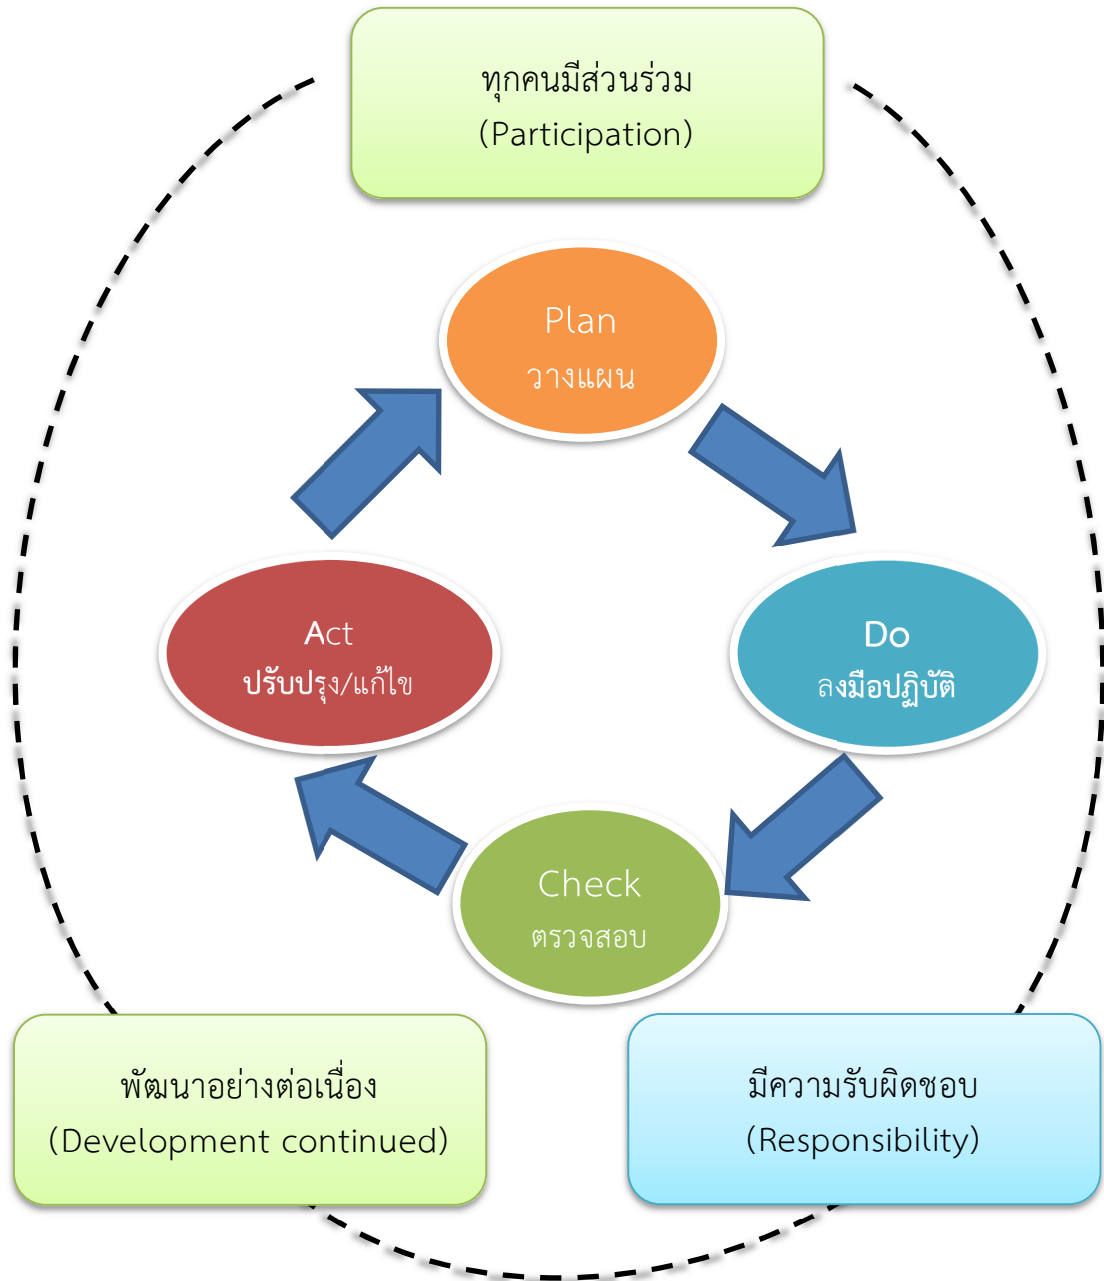 ทุกคนมีส่วนร่วม
(Participation)
Plan
วางแผน
Act
ปรับปรุง/แก้ไข
Do
ลงมือปฏิบัติ
Check
ตรวจสอบ
พัฒนาอย่างต่อเนื่อง
(Development continued)
มีความรับผิดชอบ
(Responsibility)